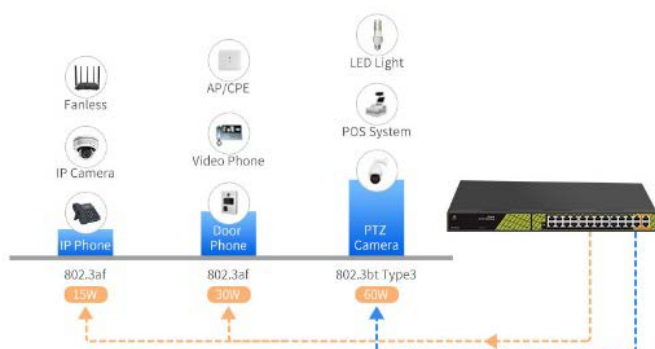 Fanless
IP Camera
IP Phone
802.3af
15W
AP/CPE
Video Phone
Door
Phone
802.3af
30W
LED Light
POS System
PTZ
Camera
802.3bt Type3
60W